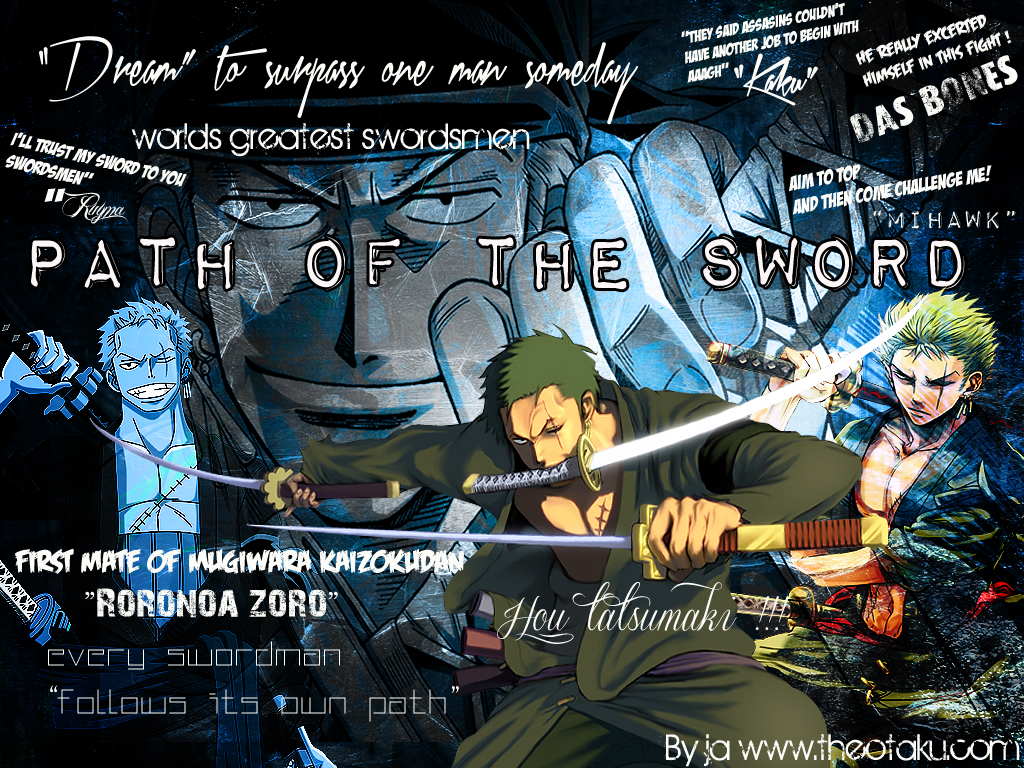 "Dream" to surpass one man someday
worlds greatest swordsmen
"THEY SAID ASSASINS COULDN'T
HAVE ANOTHER JOB TO BEGIN WITH
AAAGH" "Kaku"
HE REALLY EXCERTED
HIMSELF IN THIS FIGHT !
DAS BONES
I'LL TRUST MY SWORD TO YOU
SWORDSMEN"
" Ryuma
AIM TO TOP
AND THEN COME CHALLENGE ME!
"MIHAWK"
PATH OF THE SWORD
FIRST MATE OF MUGIWARA KAIZOKUDAN
"RORONOA ZORO"
Hou tatsumaki !!!
every swordman
"follows its own path"
By ja www.theotaku.com